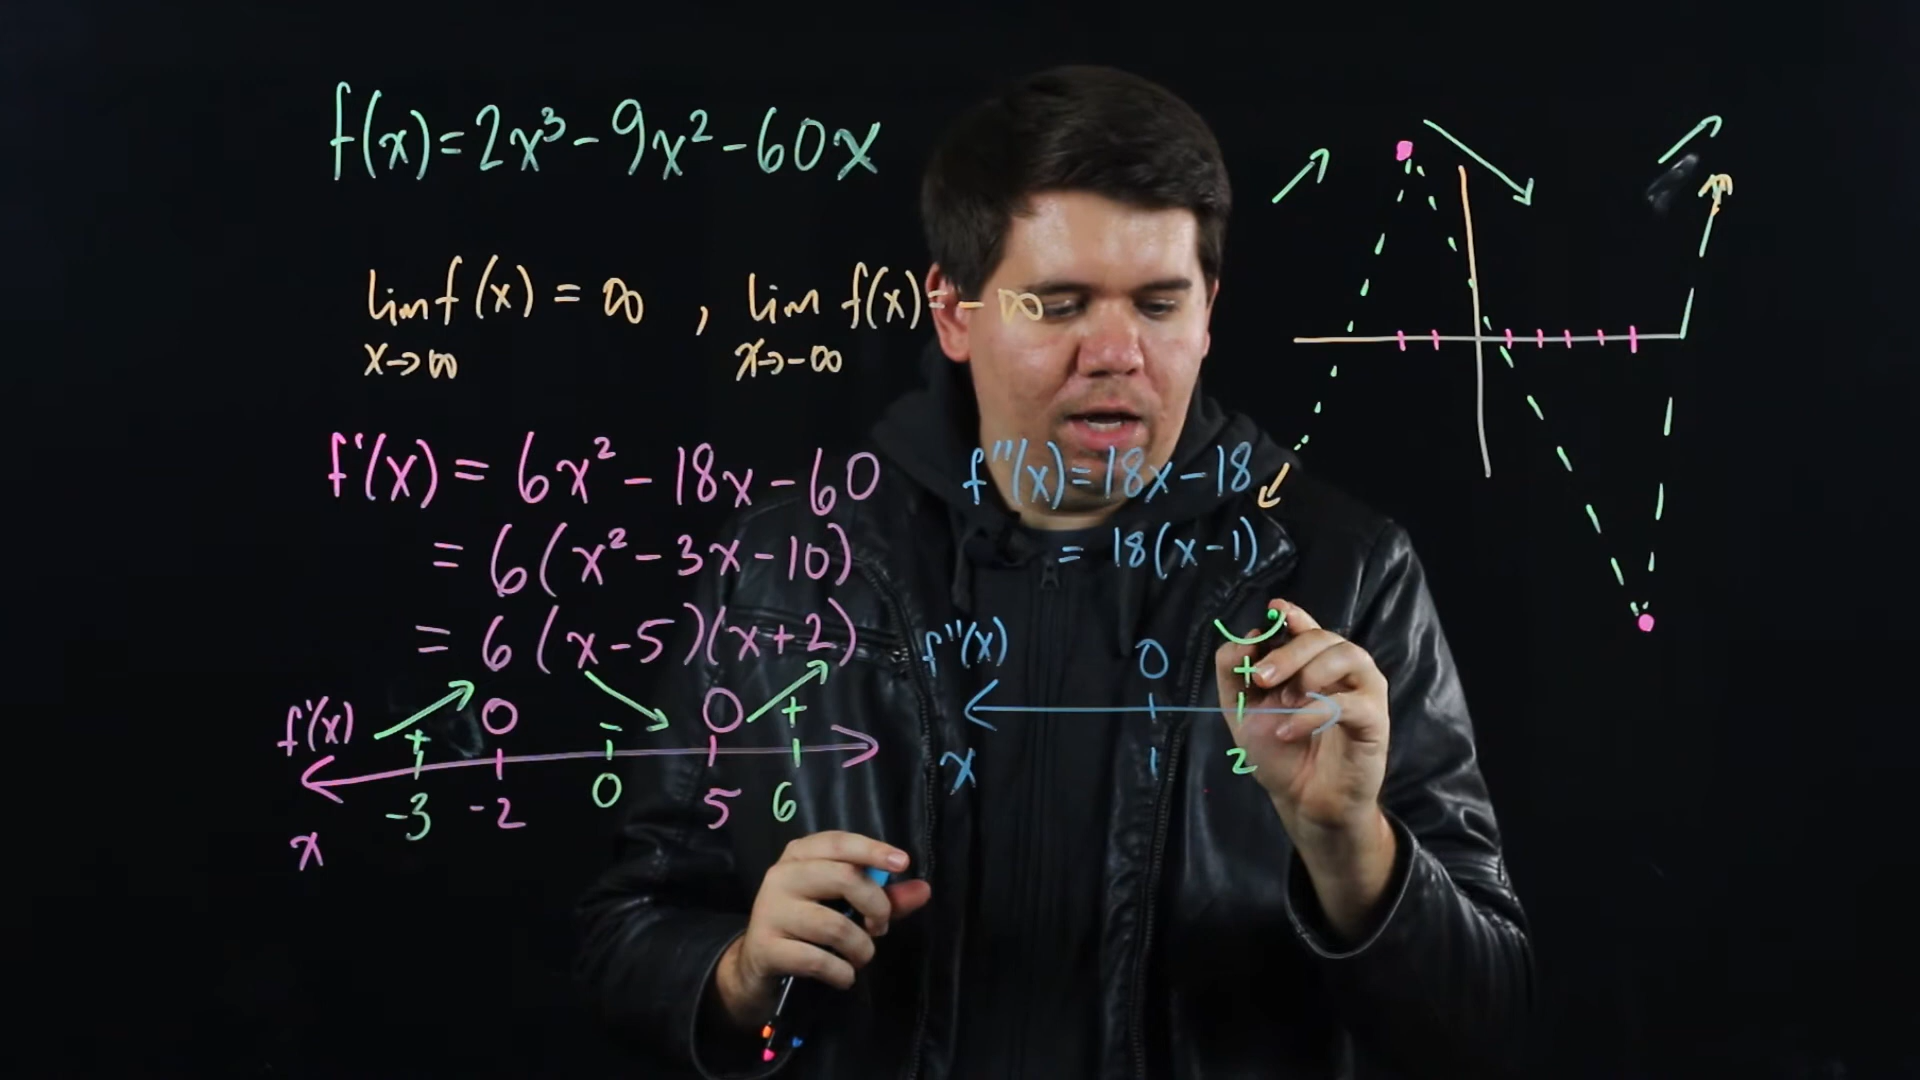 f(x)=2x³-9x²-60x
lim f(x) = ∞ , lim f(x)=-∞
x→∞ x→-∞
f'(x) = 6x²-18x-60
= 6(x²-3x-10)
= 6(x-5)(x+2)
f'(x) + 0 - 0 +
-3 -2 0 5 6
x
f''(x)=18x-18
= 18(x-1)
f''(x) 0 +
x 1 2